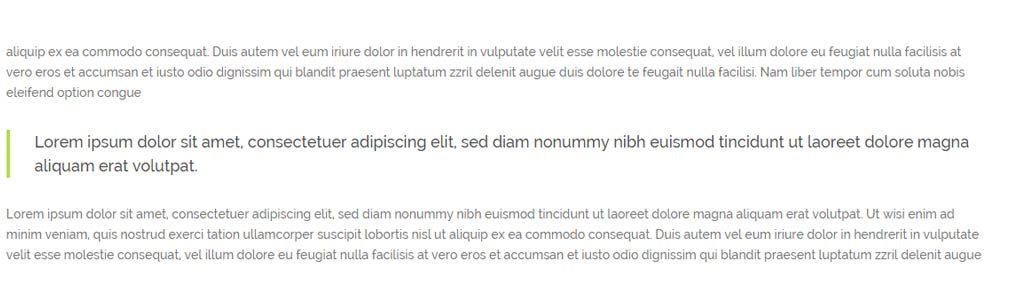 aliquip ex ea commodo consequat. Duis autem vel eum iriure dolor in hendrerit in vulputate velit esse molestie consequat, vel illum dolore eu feugiat nulla facilisis at
vero eros et accumsan et iusto odio dignissim qui blandit praesent luptatum zzril delenit augue duis dolore te feugait nulla facilisi. Nam liber tempor cum soluta nobis
eleifend option congue
Lorem ipsum dolor sit amet, consectetuer adipiscing elit, sed diam nonummy nibh euismod tincidunt ut laoreet dolore magna
aliquam erat volutpat.
Lorem ipsum dolor sit amet, consectetuer adipiscing elit, sed diam nonummy nibh euismod tincidunt ut laoreet dolore magna aliquam erat volutpat. Ut wisi enim ad
minim veniam, quis nostrud exerci tation ullamcorper suscipit lobortis nisl ut aliquip ex ea commodo consequat. Duis autem vel eum iriure dolor in hendrerit in vulputate
velit esse molestie consequat, vel illum dolore eu feugiat nulla facilisis at vero eros et accumsan et iusto odio dignissim qui blandit praesent luptatum zzril delenit augue